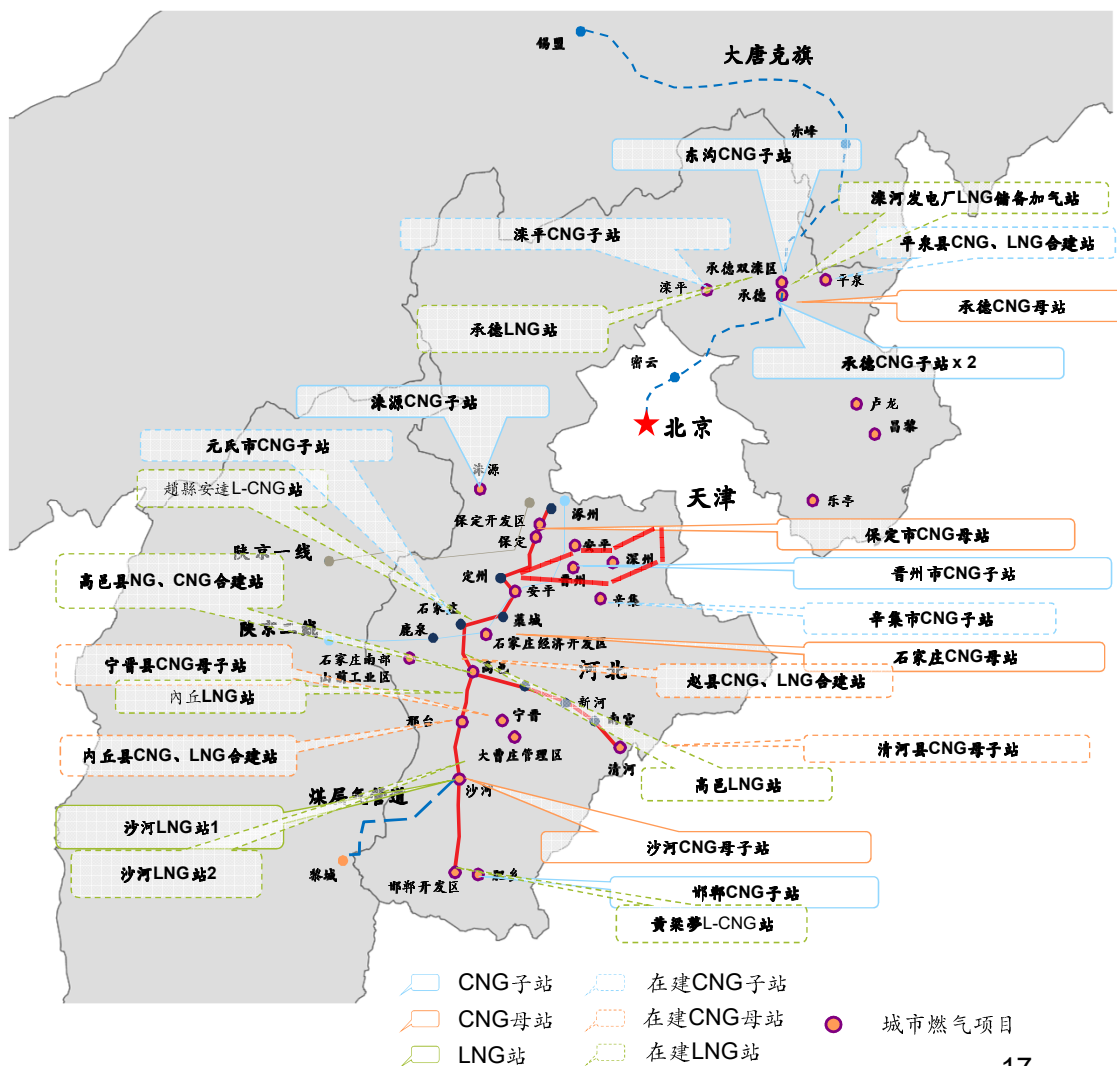 锡盟
大唐克旗
赤峰
东沟CNG子站
滦河发电厂LNG储备加气站
滦平CNG子站
平泉县CNG、LNG合建站
承德双滦区
滦平
平泉
承德
承德CNG母站
承德LNG站
承德CNG子站 x 2
密云
涞源CNG子站
北京
卢龙
昌黎
元氏市CNG子站
涞源
趙縣安達L-CNG站
天津
乐亭
保定开发区
涿州
保定
保定市CNG母站
安平
陕京一线
深州
高邑县NG、CNG合建站
定州
晋州
晋州市CNG子站
安平
辛集
石家庄
藁城
辛集市CNG子站
陕京二线
鹿泉
石家庄经济开发区
石家庄CNG母站
宁晋县CNG母子站
石家庄南部
山前工业区
高邑
河北
赵县CNG、LNG合建站
內丘LNG站
新河
邢台
宁晋
南宫
内丘县CNG、LNG合建站
大曹庄管理区
清河
清河县CNG母子站
高邑LNG站
煤层气管道
沙河
沙河LNG站1
沙河CNG母子站
沙河LNG站2
黎城
邯郸开发区
肥乡
邯郸CNG子站
黄粱夢L-CNG站
CNG子站
在建CNG子站
CNG母站
在建CNG母站
城市燃气项目
LNG站
在建LNG站
17